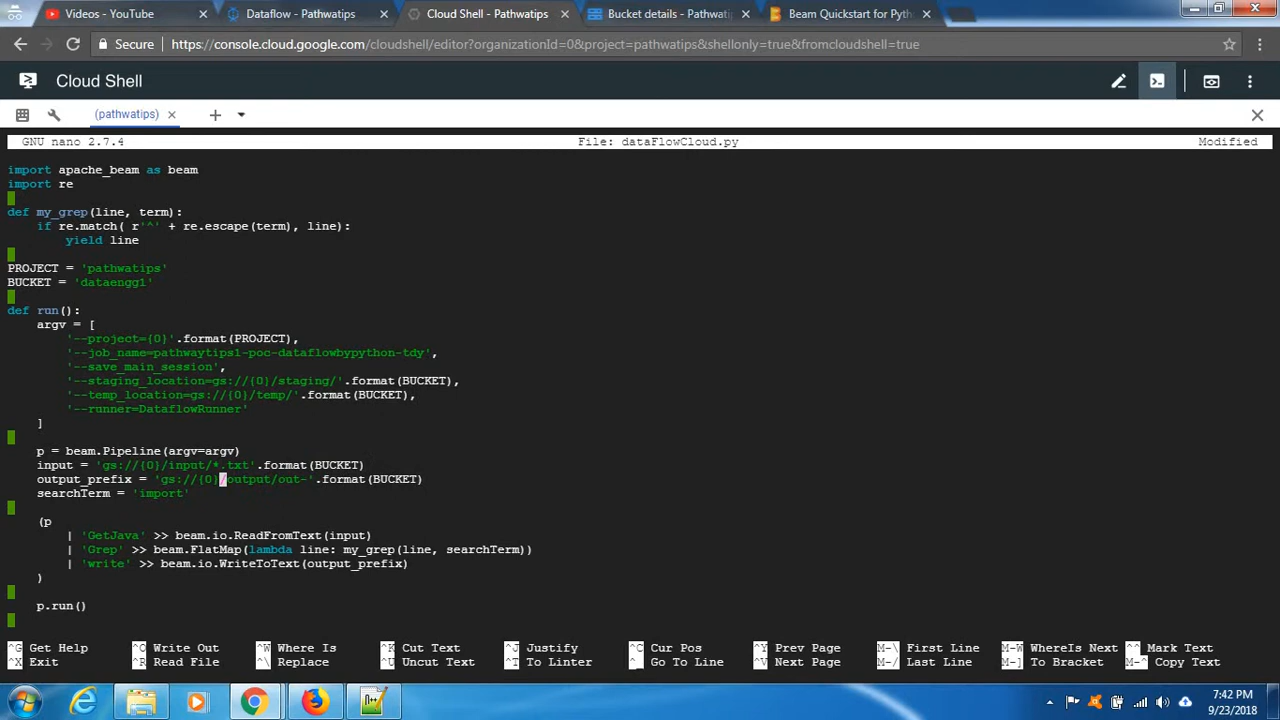 Videos - YouTube
Dataflow - Pathwatips
Cloud Shell - Pathwatips
Bucket details - Pathwatip
Beam Quickstart for Pyth
Secure
https://console.cloud.google.com/cloudshell/editor?organizationId=0&project=pathwatips&shellonly=true&fromcloudshell=true
Cloud Shell
(pathwatips)
GNU nano 2.7.4 File: dataFlowCloud.py Modified
import apache_beam as beam
import re
def my_grep(line, term):
if re.match( r'^' + re.escape(term), line):
yield line
PROJECT = 'pathwatips'
BUCKET = 'dataengg1'
def run():
argv = [
'--project={0}'.format(PROJECT),
'--job_name=pathwaytips1-poc-dataflowbypython-tdy',
'--save_main_session',
'--staging_location=gs://{0}/staging/'.format(BUCKET),
'--temp_location=gs://{0}/temp/'.format(BUCKET),
'--runner=DataflowRunner'
]
p = beam.Pipeline(argv=argv)
input = 'gs://{0}/input/*.txt'.format(BUCKET)
output_prefix = 'gs://{0}/output/out-'.format(BUCKET)
searchTerm = 'import'
(p
| 'GetJava' >> beam.io.ReadFromText(input)
| 'Grep' >> beam.FlatMap(lambda line: my_grep(line, searchTerm))
| 'write' >> beam.io.WriteToText(output_prefix)
)
p.run()
^G Get Help ^O Write Out ^W Where Is ^K Cut Text ^J Justify ^C Cur Pos ^Y Prev Page M-\ First Line M-W WhereIs Next ^^ Mark Text
^X Exit ^R Read File ^\ Replace ^U Uncut Text ^T To Linter ^_ Go To Line ^V Next Page M-/ Last Line M-] To Bracket M-^ Copy Text
7:42 PM
9/23/2018